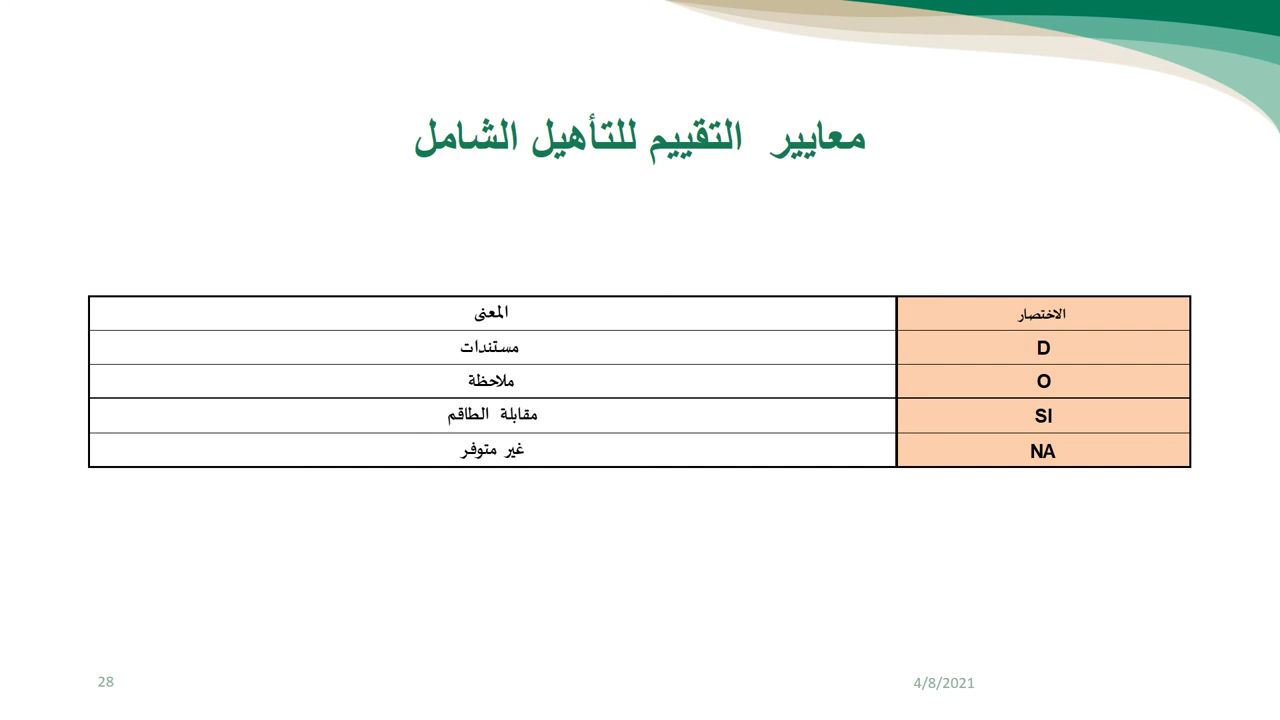 معايير التقييم للتأهيل الشامل
الاختصار المعنى
D مستندات
O ملاحظة
SI مقابلة الطاقم
NA غير متوفر
4/8/2021
28